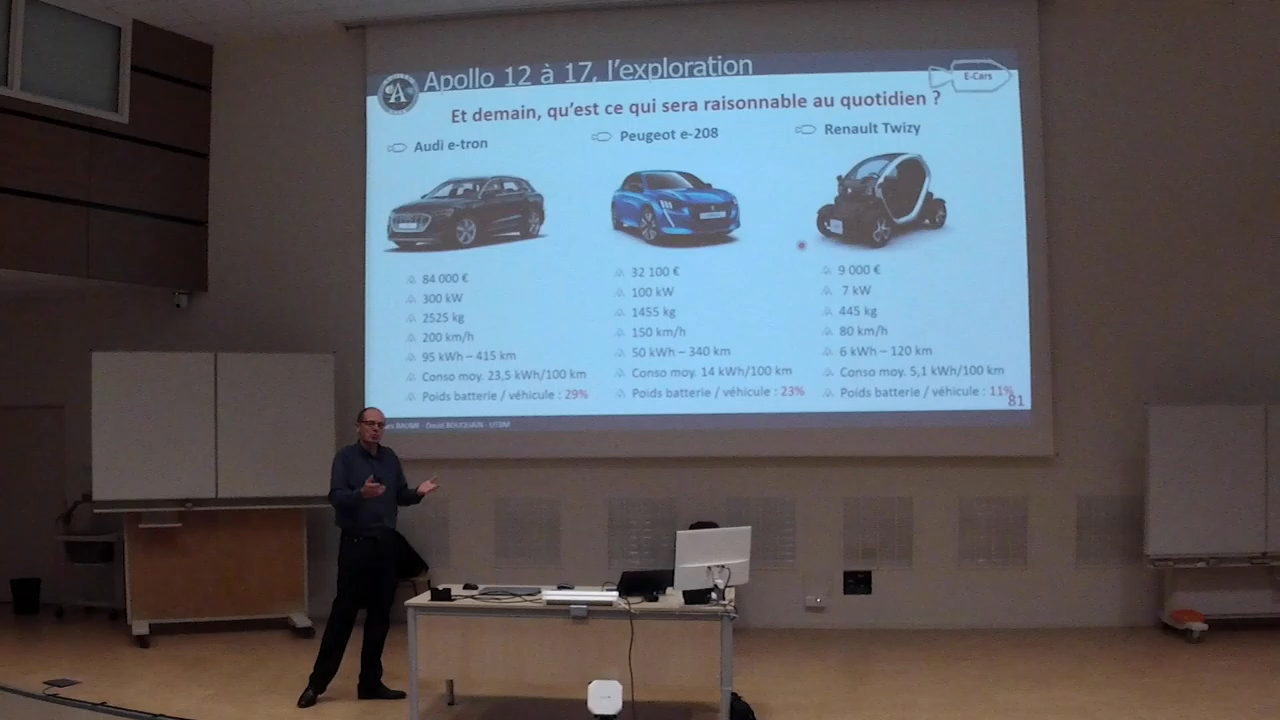 Apollo 12 à 17, l'exploration
E-Cars
Et demain, qu'est ce qui sera raisonnable au quotidien ?
Audi e-tron
84 000 €
300 kW
2525 kg
200 km/h
95 kWh – 415 km
Conso moy. 23,5 kWh/100 km
Poids batterie / véhicule : 29%
Peugeot e-208
32 100 €
100 kW
1455 kg
150 km/h
50 kWh – 340 km
Conso moy. 14 kWh/100 km
Poids batterie / véhicule : 23%
Renault Twizy
9 000 €
7 kW
445 kg
80 km/h
6 kWh – 120 km
Conso moy. 5,1 kWh/100 km
Poids batterie / véhicule : 11%
81
David BOUQUAIN - UTBM